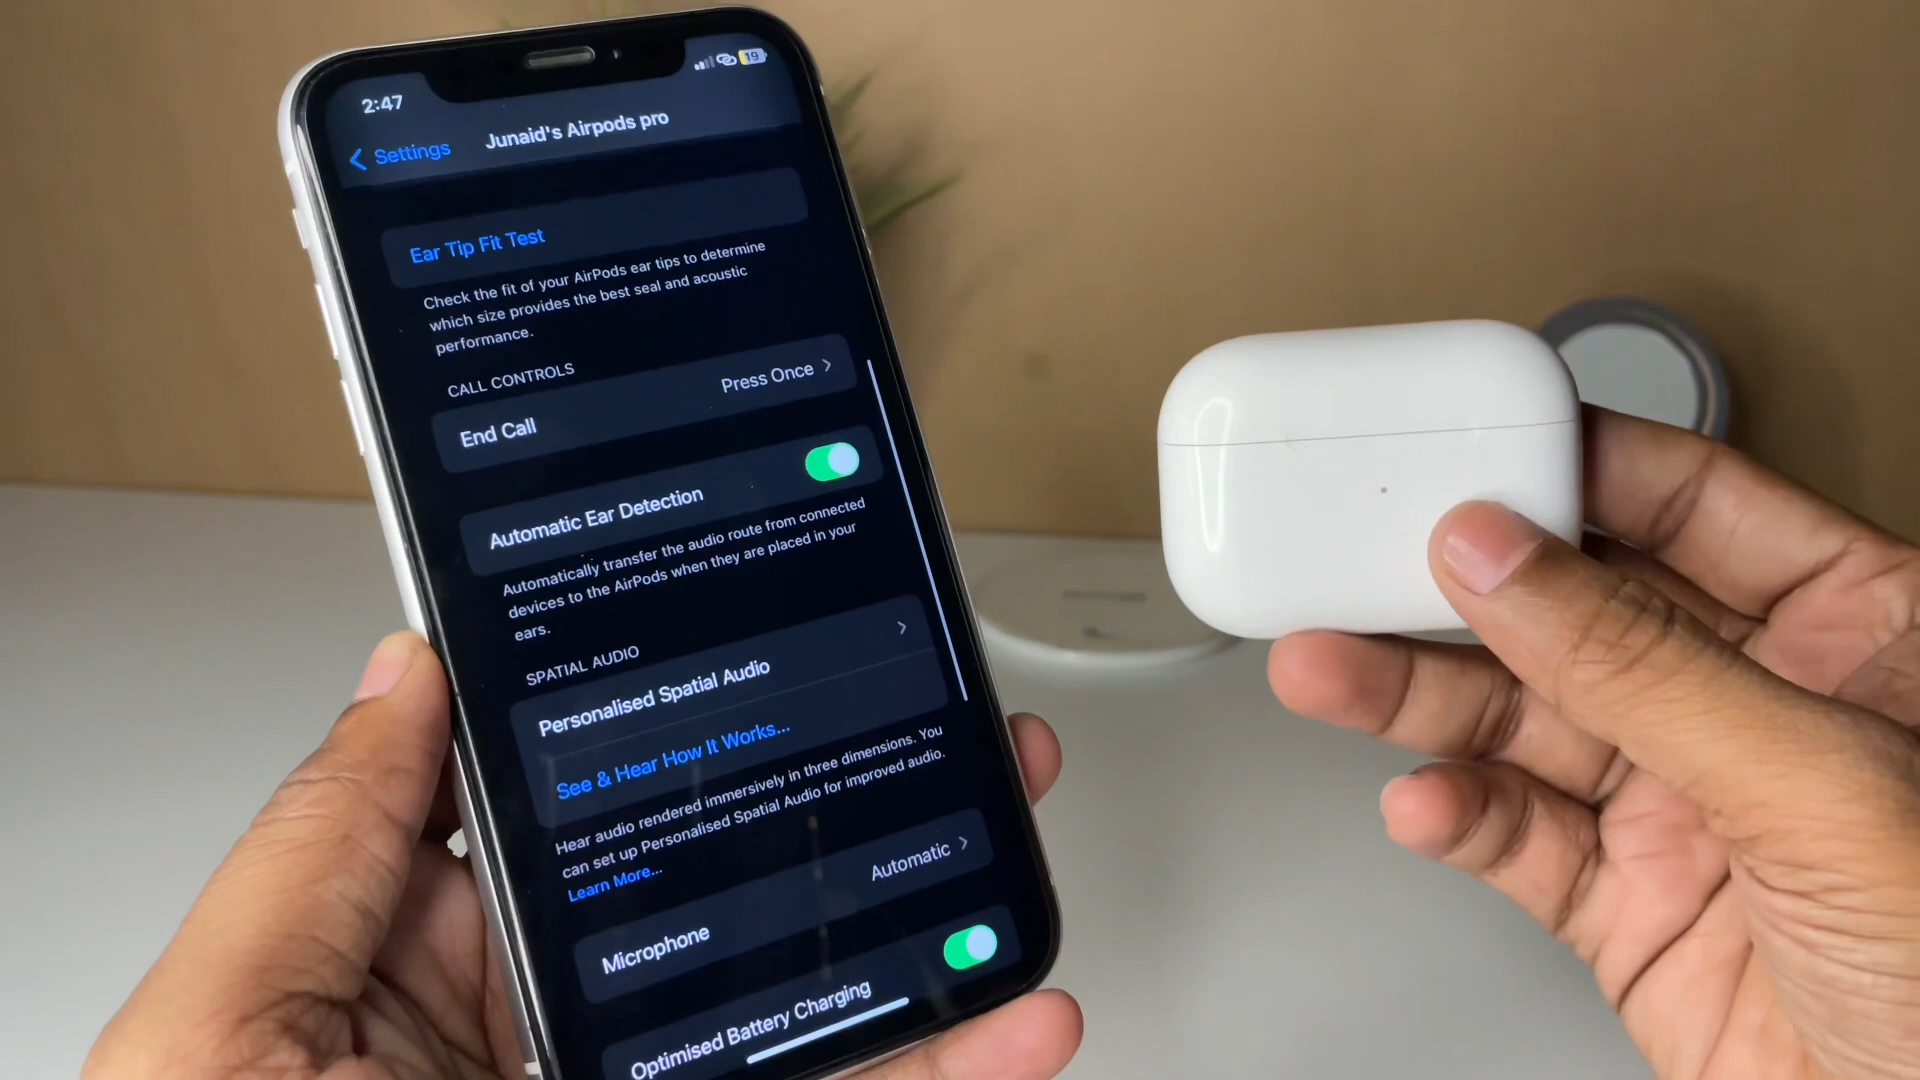 2:47
19
Settings
Junaid's Airpods pro
Ear Tip Fit Test
Check the fit of your AirPods ear tips to determine
which size provides the best seal and acoustic
performance.
CALL CONTROLS
End Call
Press Once
Automatic Ear Detection
Automatically transfer the audio route from connected
devices to the AirPods when they are placed in your
ears.
SPATIAL AUDIO
Personalised Spatial Audio
See & Hear How It Works...
Hear audio rendered immersively in three dimensions. You
can set up Personalised Spatial Audio for improved audio.
Learn More...
Microphone
Automatic
Optimised Battery Charging